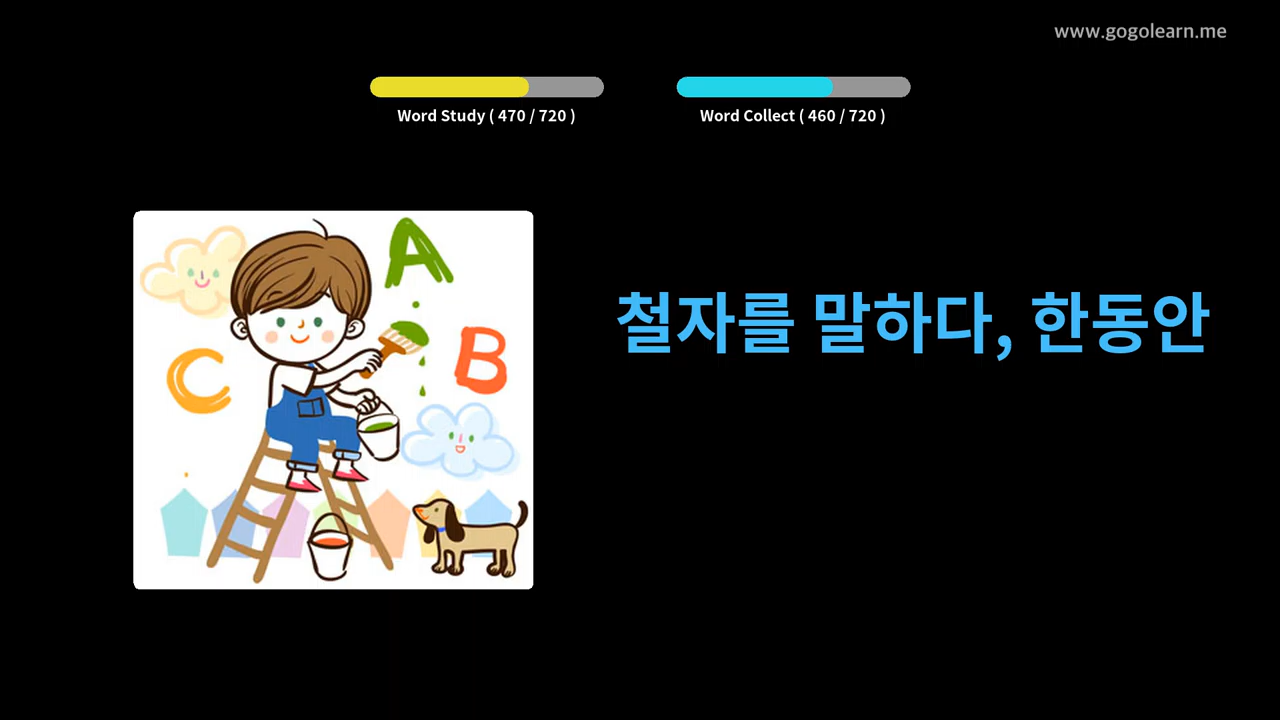 www.gogolearn.me
Word Study ( 470 / 720 )
Word Collect ( 460 / 720 )
A
B
C
철자를 말하다, 한동안